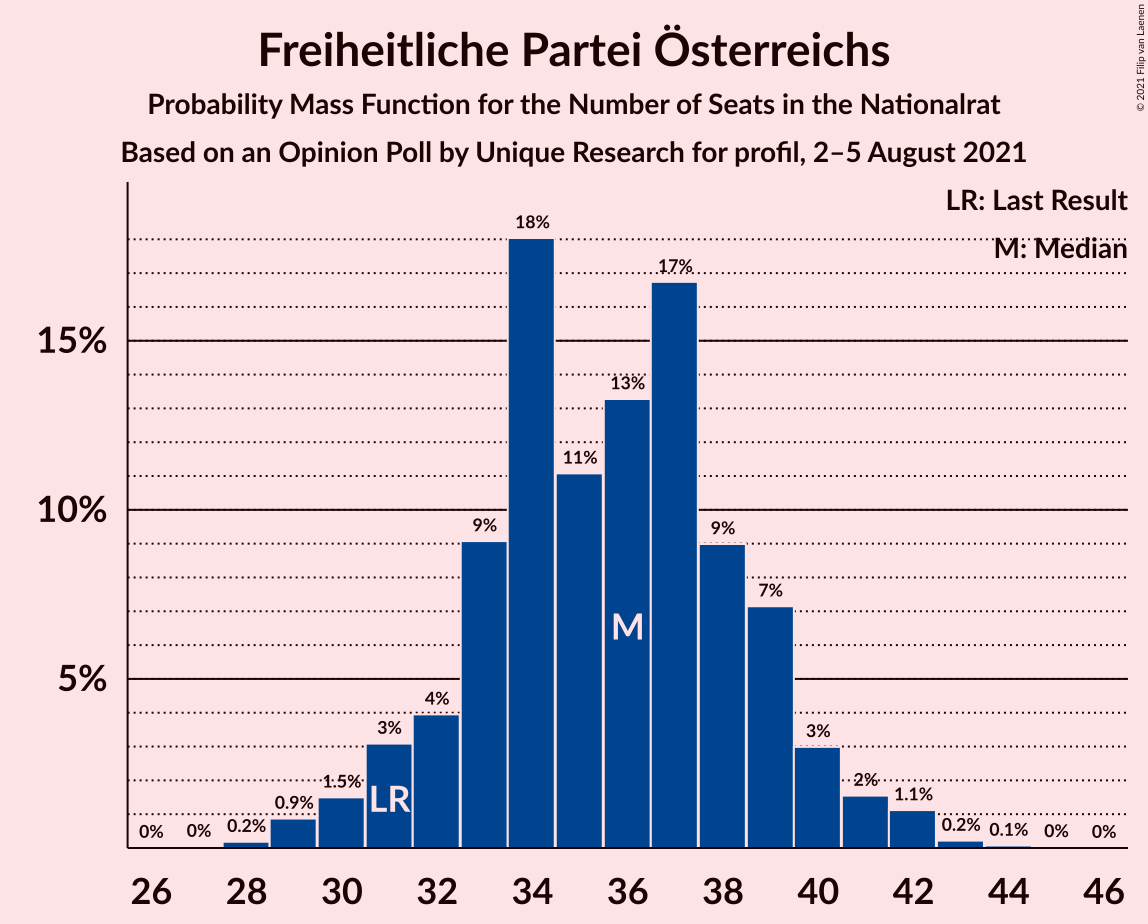 Freiheitliche Partei Österreichs
Probability Mass Function for the Number of Seats in the Nationalrat
Based on an Opinion Poll by Unique Research for profil, 2–5 August 2021
© 2021 Filip van Laenen
LR: Last Result
M: Median
15%
10%
5%
0%
0%
0.2%
0.9%
1.5%
3%
4%
9%
18%
11%
13%
17%
9%
7%
3%
2%
1.1%
0.2%
0.1%
0%
0%
LR
M
26 28 30 32 34 36 38 40 42 44 46